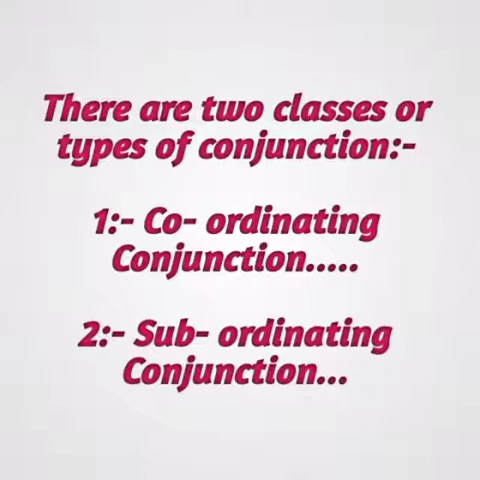 There are two classes or
types of conjunction:-
1:- Co- ordinating
Conjunction.....
2:- Sub- ordinating
Conjunction...